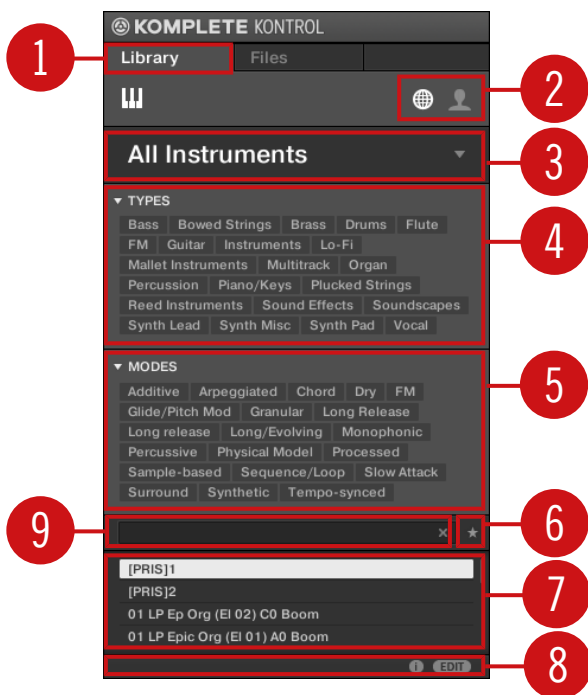 KOMPLETE KONTROL
1
Library Files
2
All Instruments
3
TYPES
4
Bass Bowed Strings Brass Drums Flute
FM Guitar Instruments Lo-Fi
Mallet Instruments Multitrack Organ
Percussion Piano/Keys Plucked Strings
Reed Instruments Sound Effects Soundscapes
Synth Lead Synth Misc Synth Pad Vocal
MODES
5
Additive Arpeggiated Chord Dry FM
Glide/Pitch Mod Granular Long Release
Long release Long/Evolving Monophonic
Percussive Physical Model Processed
Sample-based Sequence/Loop Slow Attack
Surround Synthetic Tempo-synced
9
× ★
6
[PRIS]1
[PRIS]2
7
01 LP Ep Org (El 02) C0 Boom
01 LP Epic Org (El 01) A0 Boom
i EDIT
8